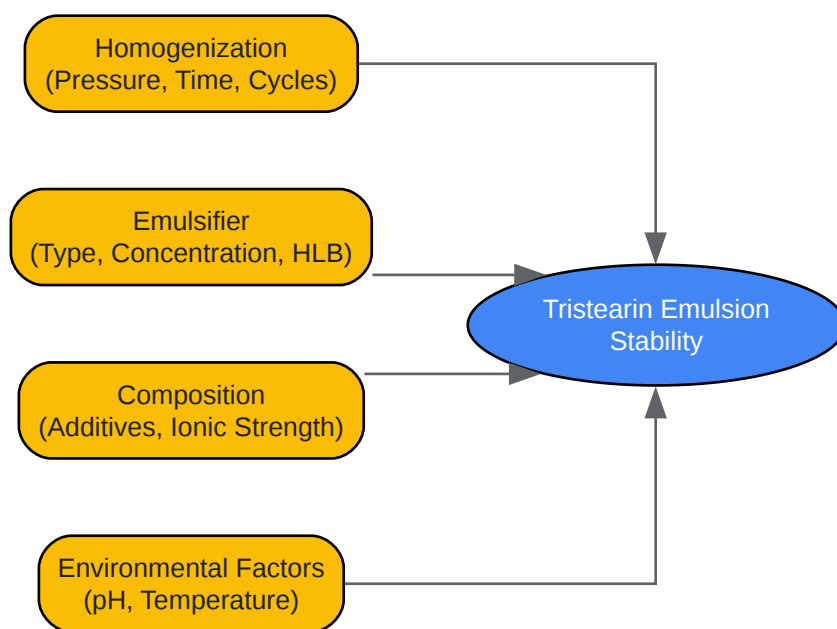 Homogenization
(Pressure, Time, Cycles)
Emulsifier
(Type, Concentration, HLB)
Tristearin Emulsion
Stability
Composition
(Additives, Ionic Strength)
Environmental Factors
(pH, Temperature)